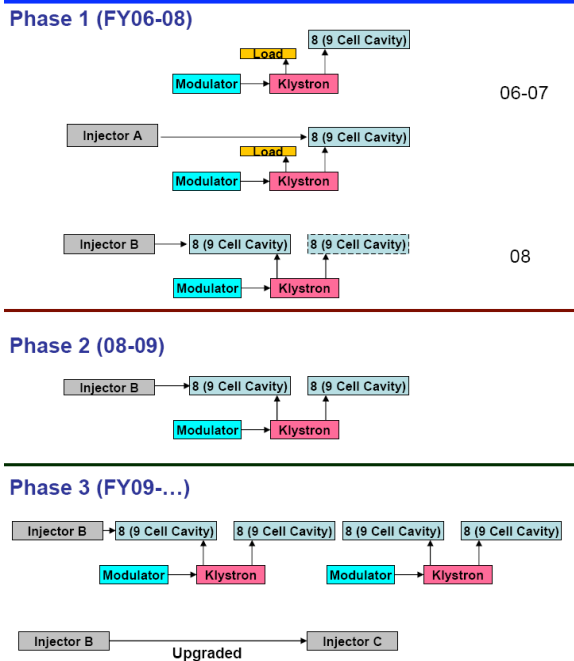 Phase 1 (FY06-08)
8 (9 Cell Cavity)
Load
Modulator
Klystron
06-07
Injector A
8 (9 Cell Cavity)
Load
Modulator
Klystron
Injector B
8 (9 Cell Cavity)
8 (9 Cell Cavity)
08
Modulator
Klystron
Phase 2 (08-09)
Injector B
8 (9 Cell Cavity)
8 (9 Cell Cavity)
Modulator
Klystron
Phase 3 (FY09-…)
Injector B
8 (9 Cell Cavity)
8 (9 Cell Cavity)
8 (9 Cell Cavity)
8 (9 Cell Cavity)
Modulator
Klystron
Modulator
Klystron
Injector B
Upgraded
Injector C